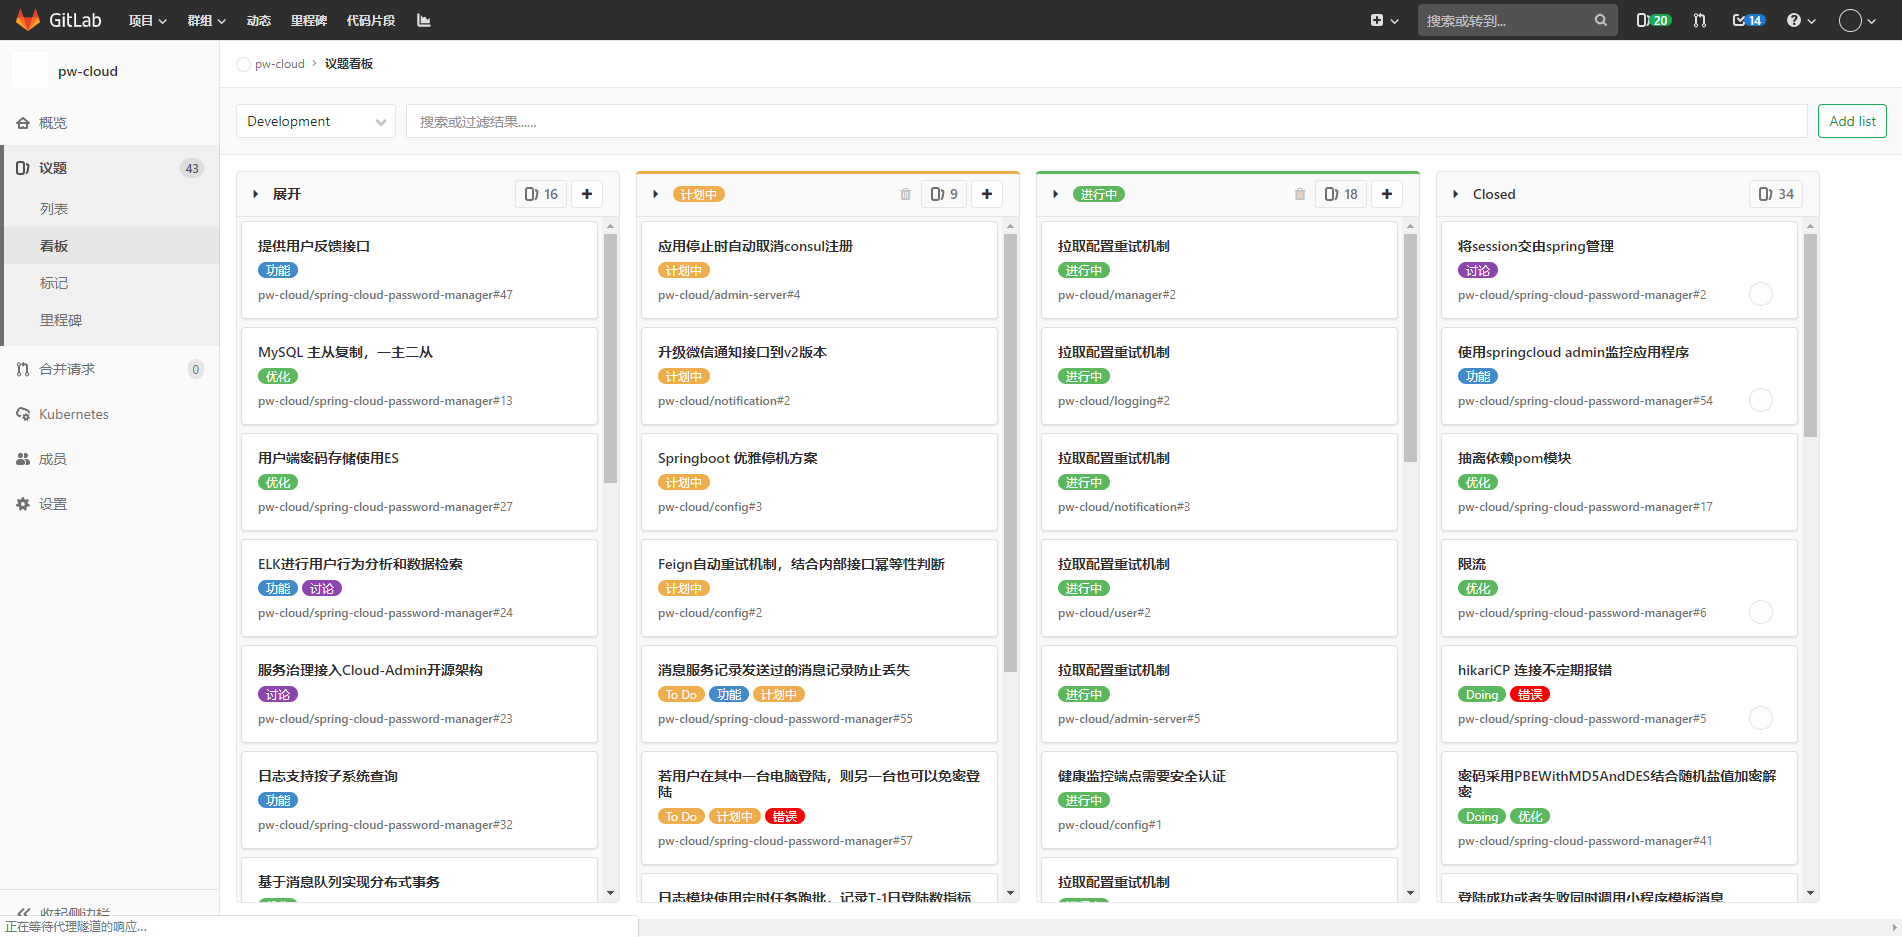 GitLab 项目 群组 动态 里程碑 代码片段 搜索或转到... 20 14
pw-cloud
概览
议题 43
列表
看板
标记
里程碑
合并请求 0
Kubernetes
成员
设置
收起侧边栏
正在等待代理隧道的响应...
pw-cloud › 议题看板
Development 搜索或过滤结果...... Add list
展开 16
提供用户反馈接口
功能
pw-cloud/spring-cloud-password-manager#47
MySQL 主从复制，一主二从
优化
pw-cloud/spring-cloud-password-manager#13
用户端密码存储使用ES
优化
pw-cloud/spring-cloud-password-manager#27
ELK进行用户行为分析和数据检索
功能 讨论
pw-cloud/spring-cloud-password-manager#24
服务治理接入Cloud-Admin开源架构
讨论
pw-cloud/spring-cloud-password-manager#23
日志支持按子系统查询
功能
pw-cloud/spring-cloud-password-manager#32
基于消息队列实现分布式事务
计划中 9
应用停止时自动取消consul注册
计划中
pw-cloud/admin-server#4
升级微信通知接口到v2版本
计划中
pw-cloud/notification#2
Springboot 优雅停机方案
计划中
pw-cloud/config#3
Feign自动重试机制，结合内部接口幂等性判断
计划中
pw-cloud/config#2
消息服务记录发送过的消息记录防止丢失
To Do 功能 计划中
pw-cloud/spring-cloud-password-manager#55
若用户在其中一台电脑登陆，则另一台也可以免密登
陆
To Do 计划中 错误
pw-cloud/spring-cloud-password-manager#57
日志模块使用定时任务跑批，记录T-1日登陆数指标
进行中 18
拉取配置重试机制
进行中
pw-cloud/manager#2
拉取配置重试机制
进行中
pw-cloud/logging#2
拉取配置重试机制
进行中
pw-cloud/notification#3
拉取配置重试机制
进行中
pw-cloud/user#2
拉取配置重试机制
进行中
pw-cloud/admin-server#5
健康监控端点需要安全认证
进行中
pw-cloud/config#1
拉取配置重试机制
Closed 34
将session交由spring管理
讨论
pw-cloud/spring-cloud-password-manager#2
使用springcloud admin监控应用程序
功能
pw-cloud/spring-cloud-password-manager#54
抽离依赖pom模块
优化
pw-cloud/spring-cloud-password-manager#17
限流
优化
pw-cloud/spring-cloud-password-manager#6
hikariCP 连接不定期报错
Doing 错误
pw-cloud/spring-cloud-password-manager#5
密码采用PBEWithMD5AndDES结合随机盐值加密解
密
Doing 优化
pw-cloud/spring-cloud-password-manager#41
登陆成功或者失败同时调用小程序模板消息